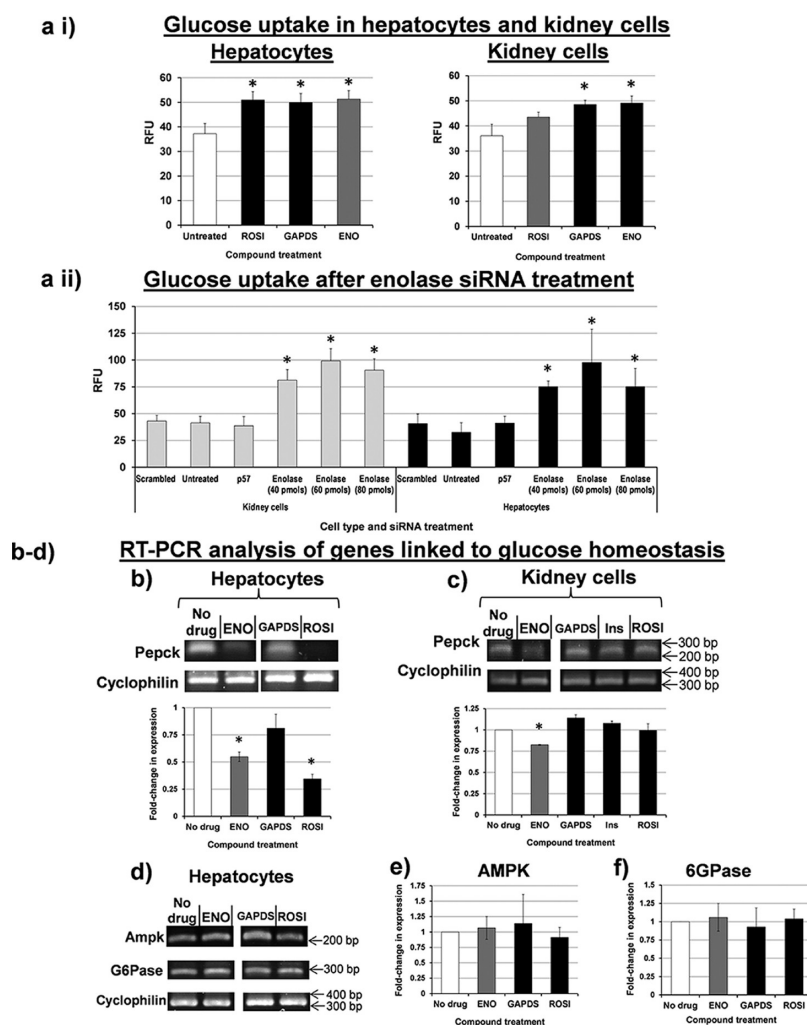 a i)
Glucose uptake in hepatocytes and kidney cells
Hepatocytes
60
50
40
30
20
10
0
RFU
*
*
*
Untreated ROSI GAPDS ENO
Compound treatment
Kidney cells
60
50
40
30
20
10
0
RFU
*
*
Untreated ROSI GAPDS ENO
Compound treatment
a ii)
Glucose uptake after enolase siRNA treatment
150
125
100
75
50
25
0
RFU
*
*
*
*
*
*
Scrambled Untreated p57 Enolase (40 pmols) Enolase (60 pmols) Enolase (80 pmols) Scrambled Untreated p57 Enolase (40 pmols) Enolase (60 pmols) Enolase (80 pmols)
Kidney cells Hepatocytes
Cell type and siRNA treatment
b-d)
RT-PCR analysis of genes linked to glucose homeostasis
b)
Hepatocytes
No drug ENO GAPDS ROSI
Pepck
Cyclophilin
1
0.75
0.5
0.25
0
Fold-change in expression
*
*
No drug ENO GAPDS ROSI
Compound treatment
c)
Kidney cells
No drug ENO GAPDS Ins ROSI
Pepck
300 bp
200 bp
Cyclophilin
400 bp
300 bp
1.25
1
0.75
0.5
0.25
0
Fold-change in expression
*
No drug ENO GAPDS Ins ROSI
Compound treatment
d)
Hepatocytes
No drug ENO GAPDS ROSI
Ampk
200 bp
G6Pase
300 bp
Cyclophilin
400 bp
300 bp
e)
AMPK
1.75
1.5
1.25
1
0.75
0.5
0.25
0
Fold-change in expression
No drug ENO GAPDS ROSI
Compound treatment
f)
6GPase
1.5
1.25
1
0.75
0.5
0.25
0
Fold-change in expression
No drug ENO GAPDS ROSI
Compound treatment